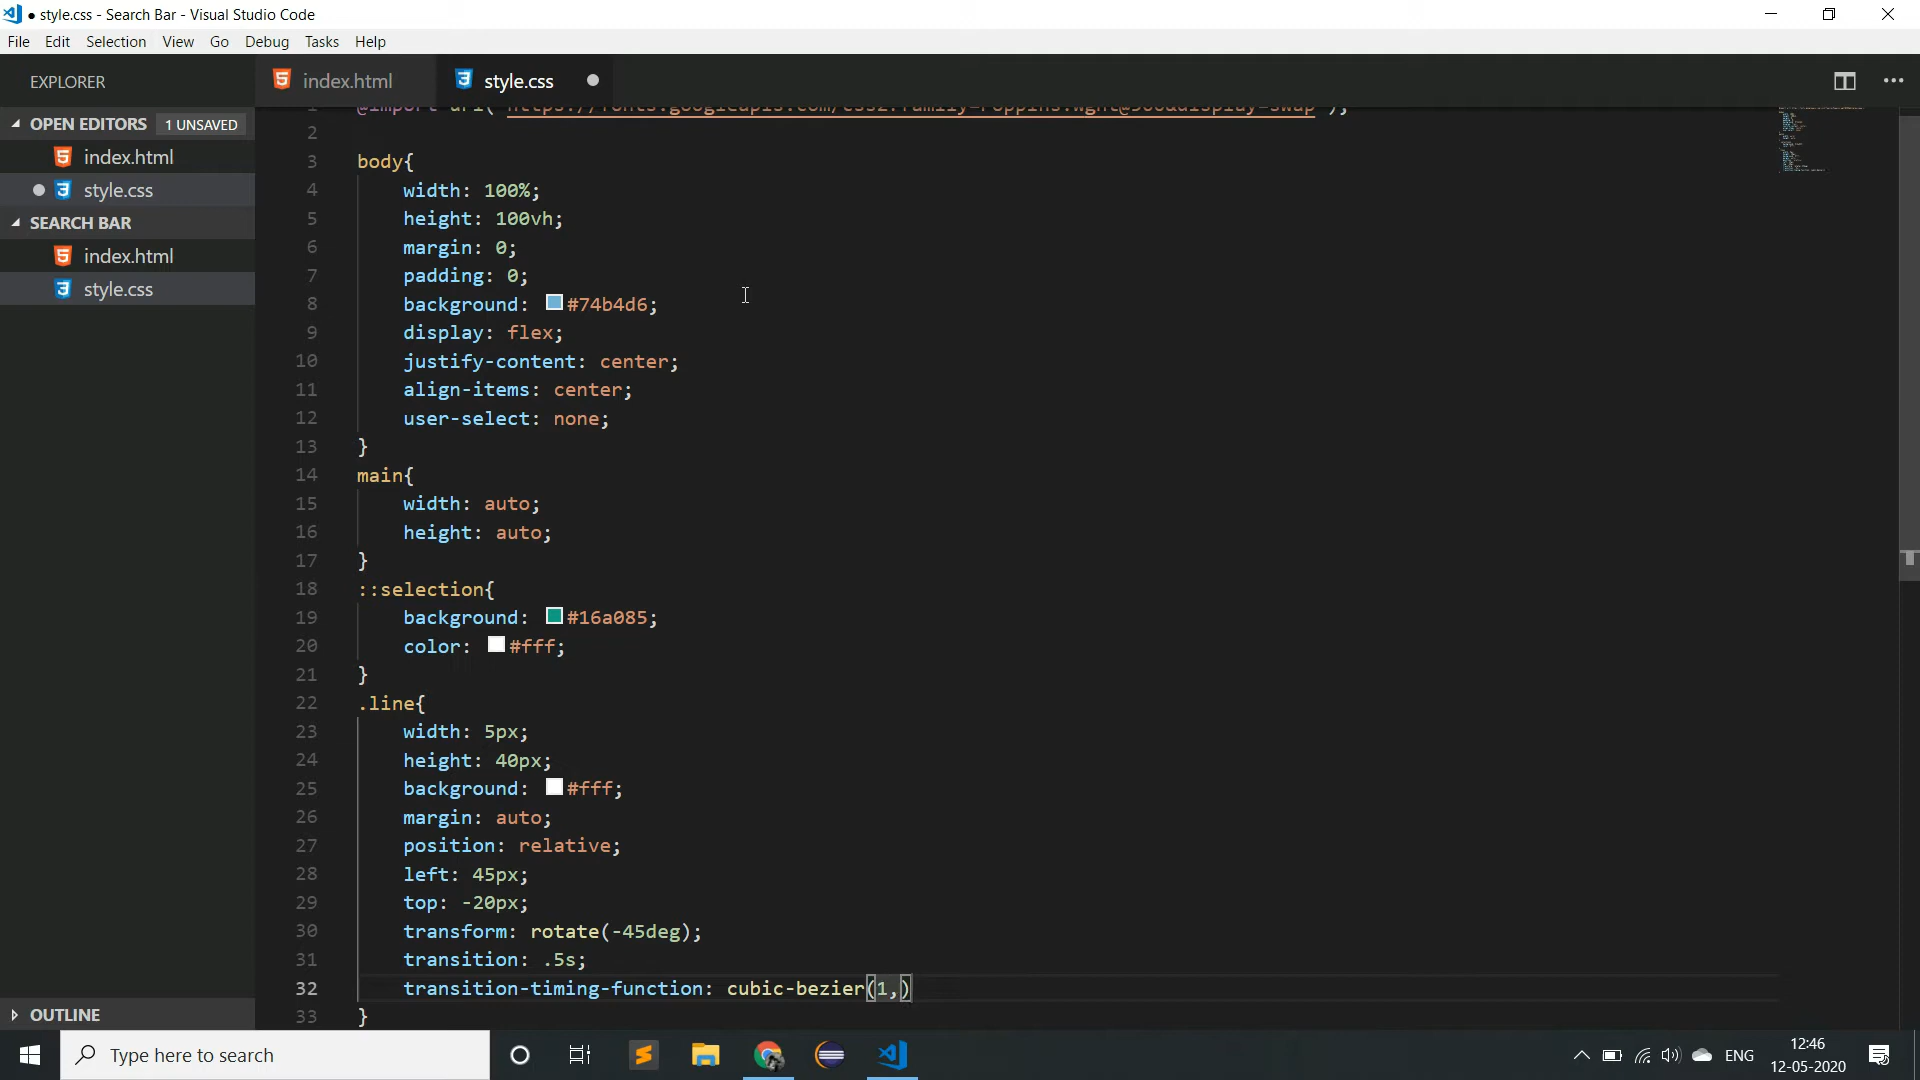 ● style.css - Search Bar - Visual Studio Code
File Edit Selection View Go Debug Tasks Help
EXPLORER
index.html
style.css
OPEN EDITORS 1 UNSAVED
index.html
style.css
SEARCH BAR
index.html
style.css
OUTLINE
2
3 body{
4 width: 100%;
5 height: 100vh;
6 margin: 0;
7 padding: 0;
8 background: #74b4d6;
9 display: flex;
10 justify-content: center;
11 align-items: center;
12 user-select: none;
13 }
14 main{
15 width: auto;
16 height: auto;
17 }
18 ::selection{
19 background: #16a085;
20 color: #fff;
21 }
22 .line{
23 width: 5px;
24 height: 40px;
25 background: #fff;
26 margin: auto;
27 position: relative;
28 left: 45px;
29 top: -20px;
30 transform: rotate(-45deg);
31 transition: .5s;
32 transition-timing-function: cubic-bezier(1,)
33 }
Type here to search
ENG
12:46
12-05-2020